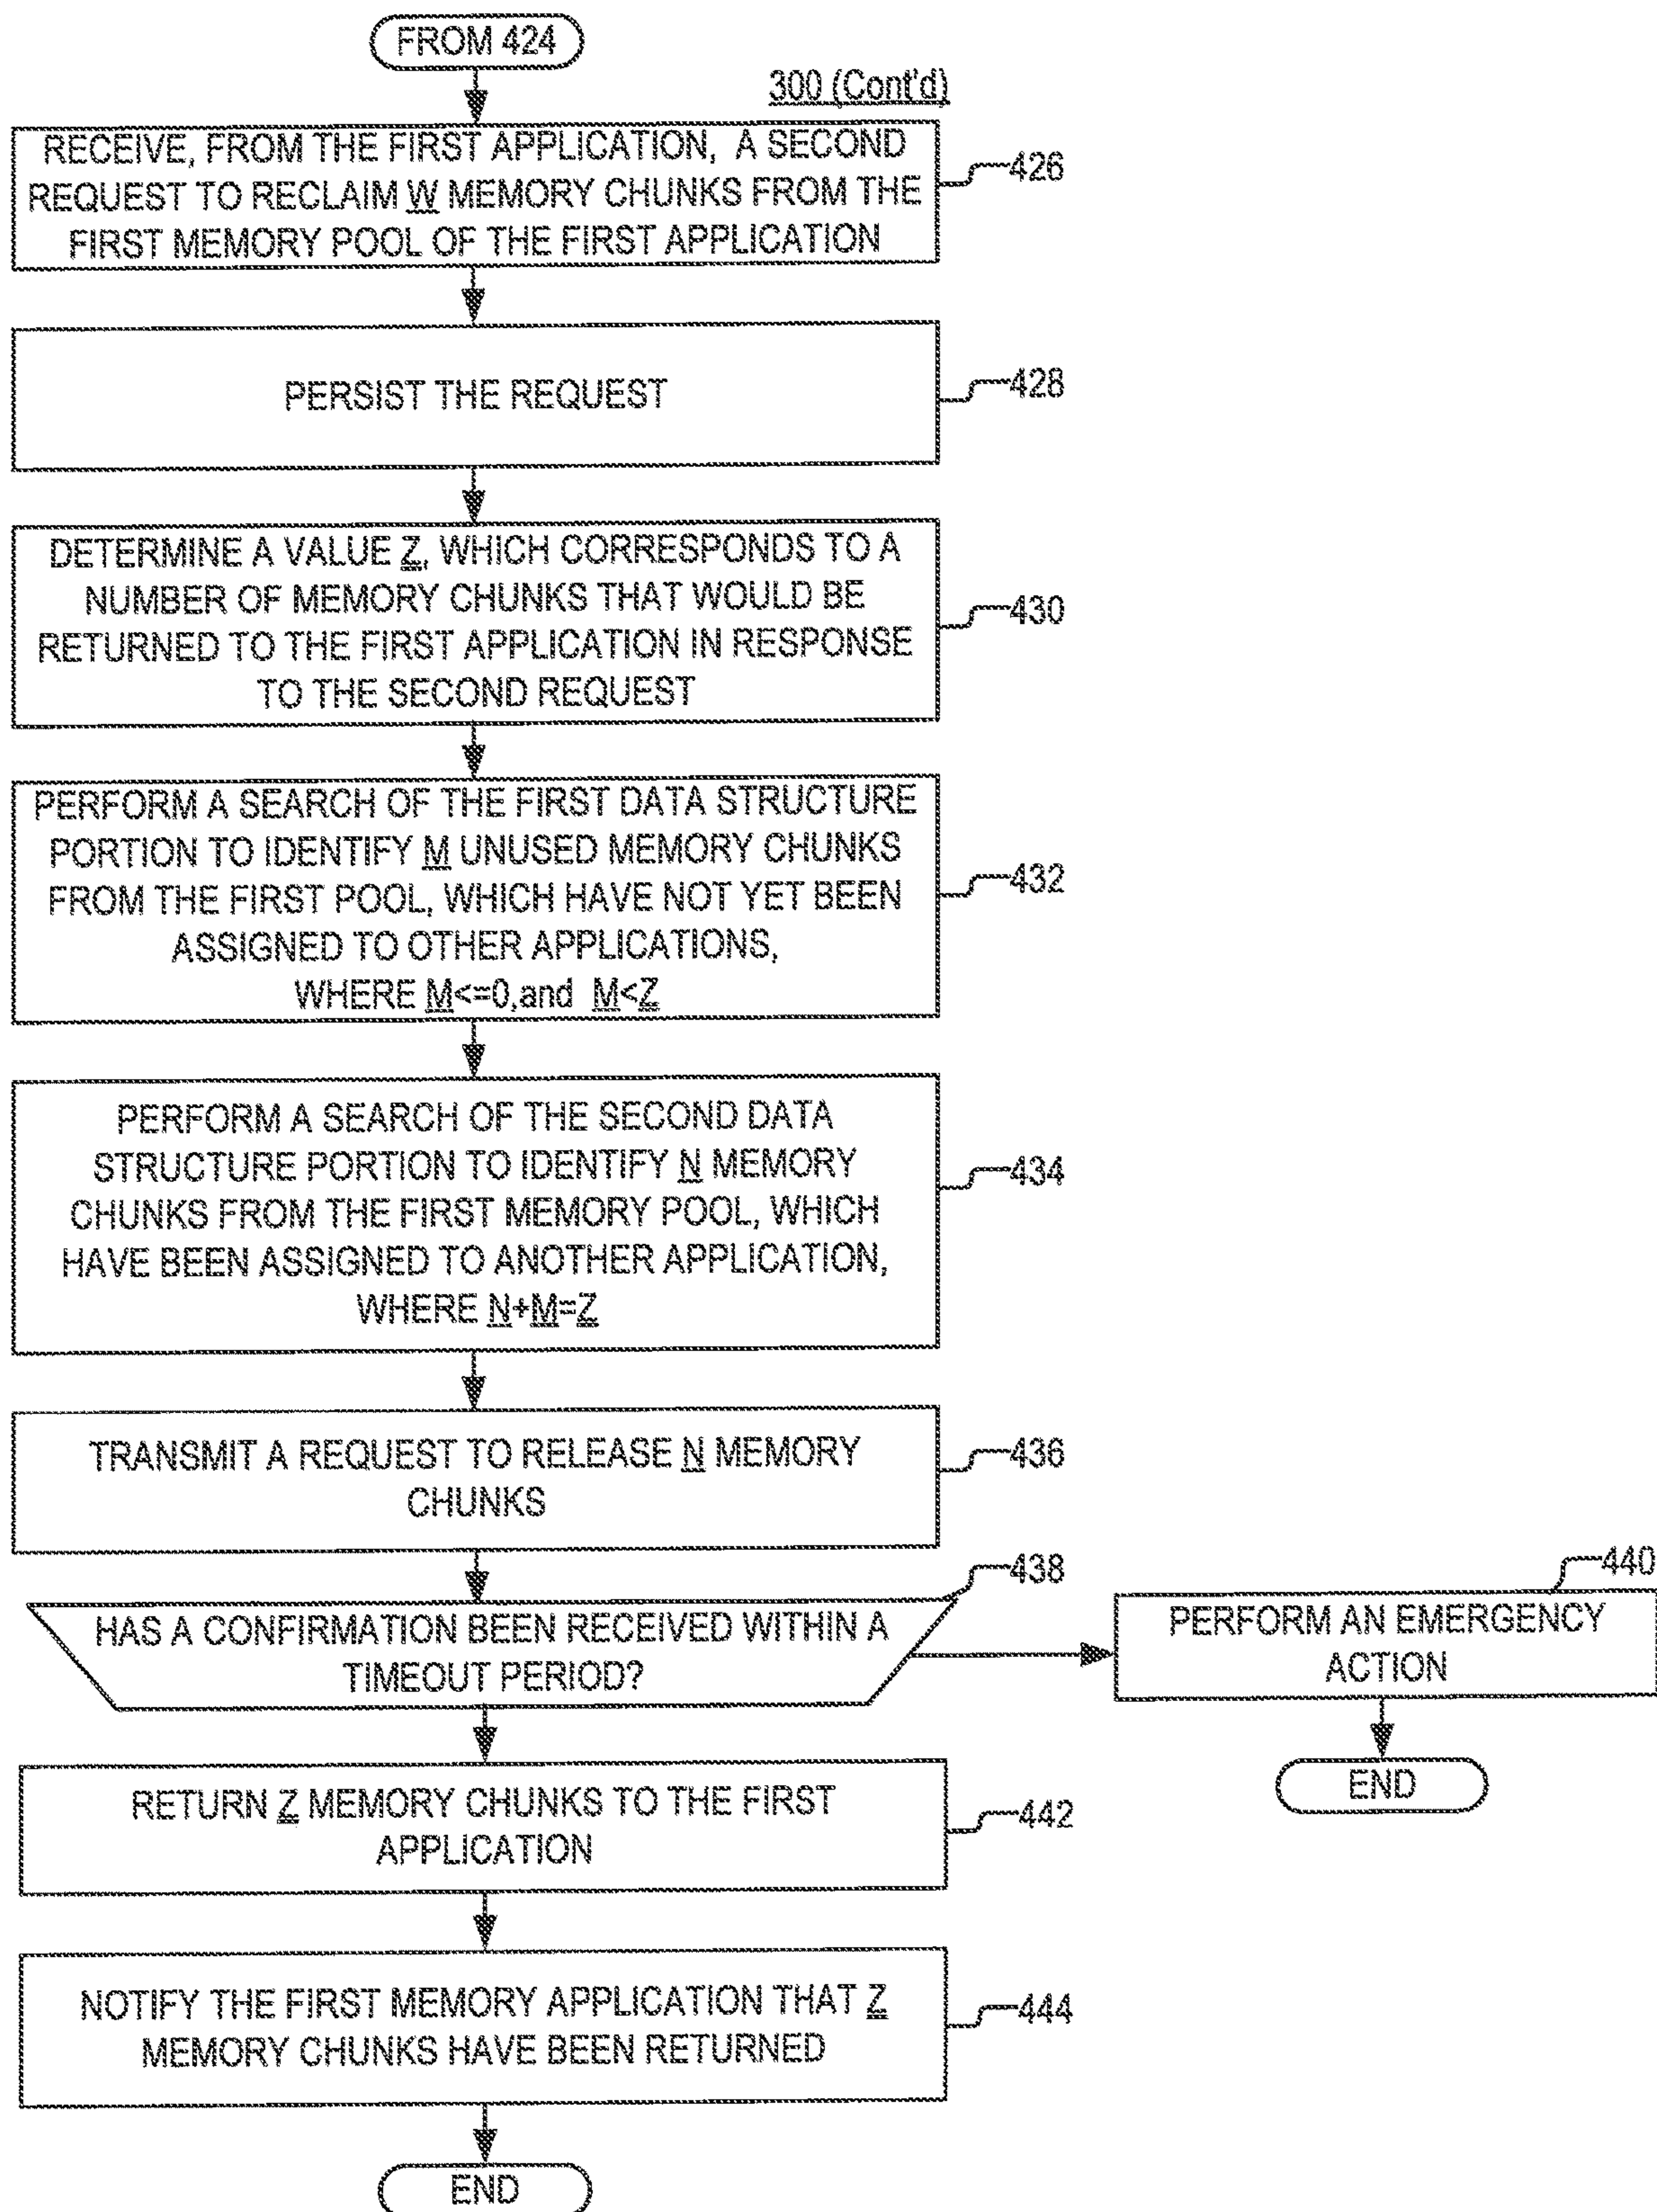 FROM 424
300 (Cont'd)
RECEIVE, FROM THE FIRST APPLICATION, A SECOND
REQUEST TO RECLAIM W MEMORY CHUNKS FROM THE
FIRST MEMORY POOL OF THE FIRST APPLICATION
426
PERSIST THE REQUEST
428
DETERMINE A VALUE Z, WHICH CORRESPONDS TO A
NUMBER OF MEMORY CHUNKS THAT WOULD BE
RETURNED TO THE FIRST APPLICATION IN RESPONSE
TO THE SECOND REQUEST
430
PERFORM A SEARCH OF THE FIRST DATA STRUCTURE
PORTION TO IDENTIFY M UNUSED MEMORY CHUNKS
FROM THE FIRST POOL, WHICH HAVE NOT YET BEEN
ASSIGNED TO OTHER APPLICATIONS,
WHERE M<=0,and M<Z
432
PERFORM A SEARCH OF THE SECOND DATA
STRUCTURE PORTION TO IDENTIFY N MEMORY
CHUNKS FROM THE FIRST MEMORY POOL, WHICH
HAVE BEEN ASSIGNED TO ANOTHER APPLICATION,
WHERE N+M=Z
434
TRANSMIT A REQUEST TO RELEASE N MEMORY
CHUNKS
436
HAS A CONFIRMATION BEEN RECEIVED WITHIN A
TIMEOUT PERIOD?
438
PERFORM AN EMERGENCY
ACTION
440
END
RETURN Z MEMORY CHUNKS TO THE FIRST
APPLICATION
442
NOTIFY THE FIRST MEMORY APPLICATION THAT Z
MEMORY CHUNKS HAVE BEEN RETURNED
444
END